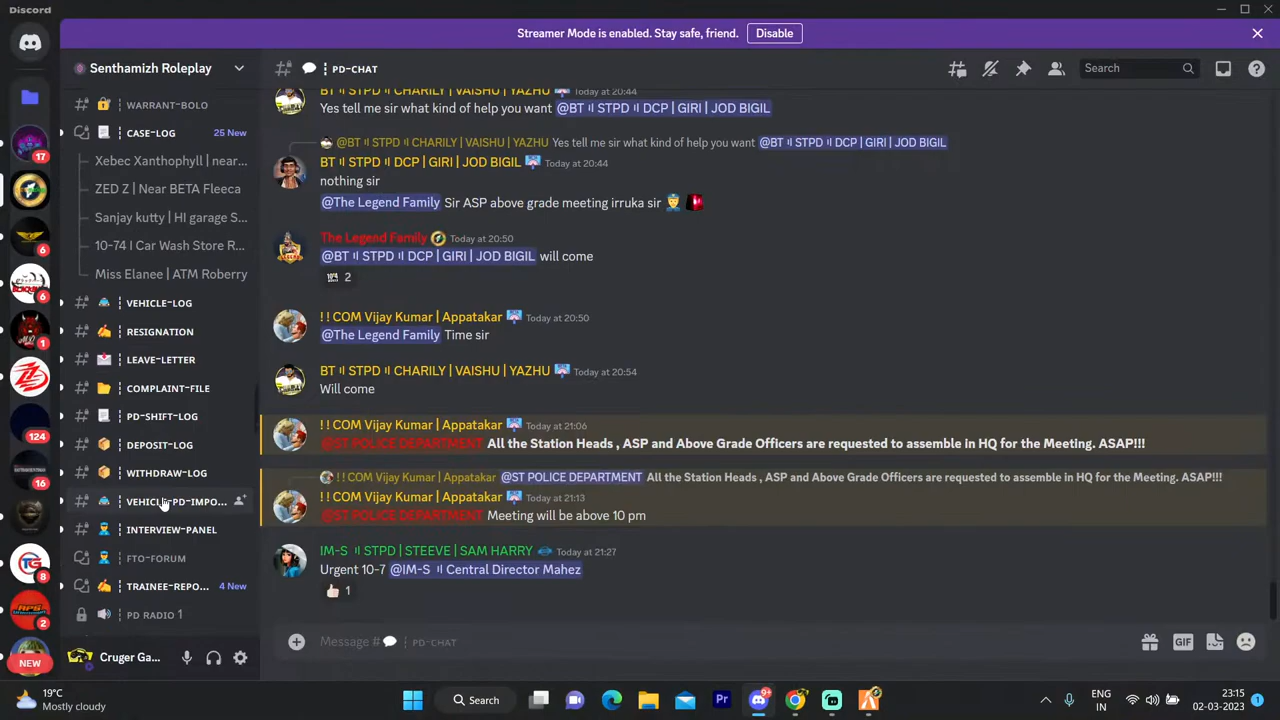 Discord
Streamer Mode is enabled. Stay safe, friend. Disable
Senthamizh Roleplay
PD-CHAT
Search
WARRANT-BOLO
CASE-LOG 25 New
Xebec Xanthophyll | near...
ZED Z | Near BETA Fleeca
Sanjay kutty | HI garage S...
10-74 I Car Wash Store R...
Miss Elanee | ATM Roberry
VEHICLE-LOG
RESIGNATION
LEAVE-LETTER
COMPLAINT-FILE
PD-SHIFT-LOG
DEPOSIT-LOG
WITHDRAW-LOG
VEHICLE-PD-IMPO...
INTERVIEW-PANEL
FTO-FORUM
TRAINEE-REPO... 4 New
PD RADIO 1
Cruger Ga...
17
6
6
1
124
16
8
2
NEW
BT || STPD || CHARILY | VAISHU | YAZHU Today at 20:44
Yes tell me sir what kind of help you want @BT || STPD || DCP | GIRI | JOD BIGIL
@BT || STPD || CHARILY | VAISHU | YAZHU Yes tell me sir what kind of help you want @BT || STPD || DCP | GIRI | JOD BIGIL
BT || STPD || DCP | GIRI | JOD BIGIL Today at 20:44
nothing sir
@The Legend Family Sir ASP above grade meeting irruka sir
The Legend Family Today at 20:50
@BT || STPD || DCP | GIRI | JOD BIGIL will come
2
! ! COM Vijay Kumar | Appatakar Today at 20:50
@The Legend Family Time sir
BT || STPD || CHARILY | VAISHU | YAZHU Today at 20:54
Will come
! ! COM Vijay Kumar | Appatakar Today at 21:06
@ST POLICE DEPARTMENT All the Station Heads , ASP and Above Grade Officers are requested to assemble in HQ for the Meeting. ASAP!!!
! ! COM Vijay Kumar | Appatakar @ST POLICE DEPARTMENT All the Station Heads , ASP and Above Grade Officers are requested to assemble in HQ for the Meeting. ASAP!!!
! ! COM Vijay Kumar | Appatakar Today at 21:13
@ST POLICE DEPARTMENT Meeting will be above 10 pm
IM-S || STPD | STEEVE | SAM HARRY Today at 21:27
Urgent 10-7 @IM-S || Central Director Mahez
1
Message # PD-CHAT
GIF
19°C
Mostly cloudy
Search
Pr
9+
ENG
IN
23:15
02-03-2023
1